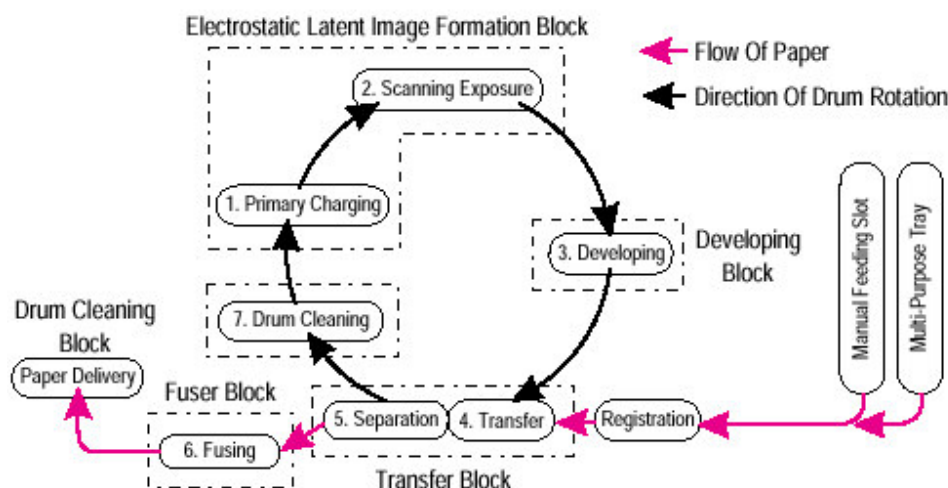 Electrostatic Latent Image Formation Block
Flow Of Paper
2. Scanning Exposure
Direction Of Drum Rotation
1. Primary Charging
3. Developing
Developing
Block
Manual Feeding Slot
Multi-Purpose Tray
7. Drum Cleaning
Drum Cleaning
Block
Paper Delivery
Fuser Block
5. Separation
4. Transfer
Registration
6. Fusing
Transfer Block